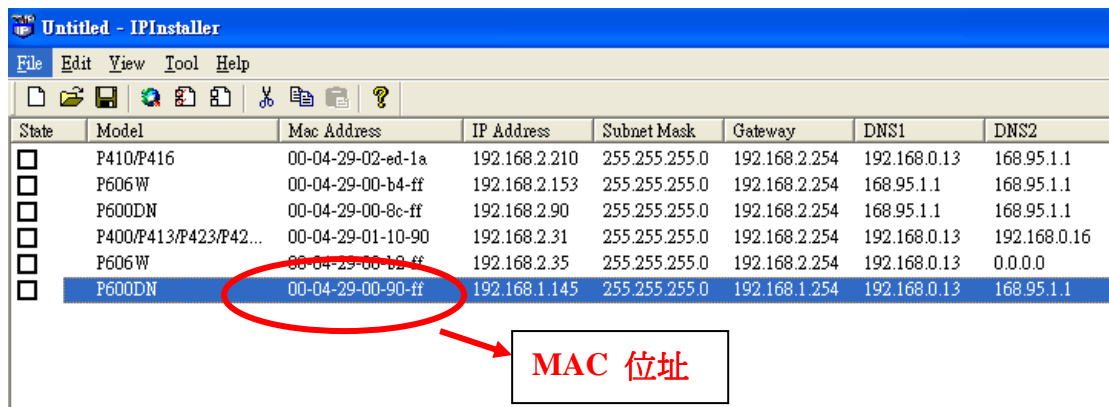 Untitled - IPInstaller
File Edit View Tool Help
State Model Mac Address IP Address Subnet Mask Gateway DNS1 DNS2
P410/P416 00-04-29-02-ed-1a 192.168.2.210 255.255.255.0 192.168.2.254 192.168.0.13 168.95.1.1
P606W 00-04-29-00-b4-ff 192.168.2.153 255.255.255.0 192.168.2.254 168.95.1.1 168.95.1.1
P600DN 00-04-29-00-8c-ff 192.168.2.90 255.255.255.0 192.168.2.254 168.95.1.1 168.95.1.1
P400/P413/P423/P42... 00-04-29-01-10-90 192.168.2.31 255.255.255.0 192.168.2.254 192.168.0.13 192.168.0.16
P606W 00-04-29-00-b2-ff 192.168.2.35 255.255.255.0 192.168.2.254 192.168.0.13 0.0.0.0
P600DN 00-04-29-00-90-ff 192.168.1.145 255.255.255.0 192.168.1.254 192.168.0.13 168.95.1.1
MAC 位址